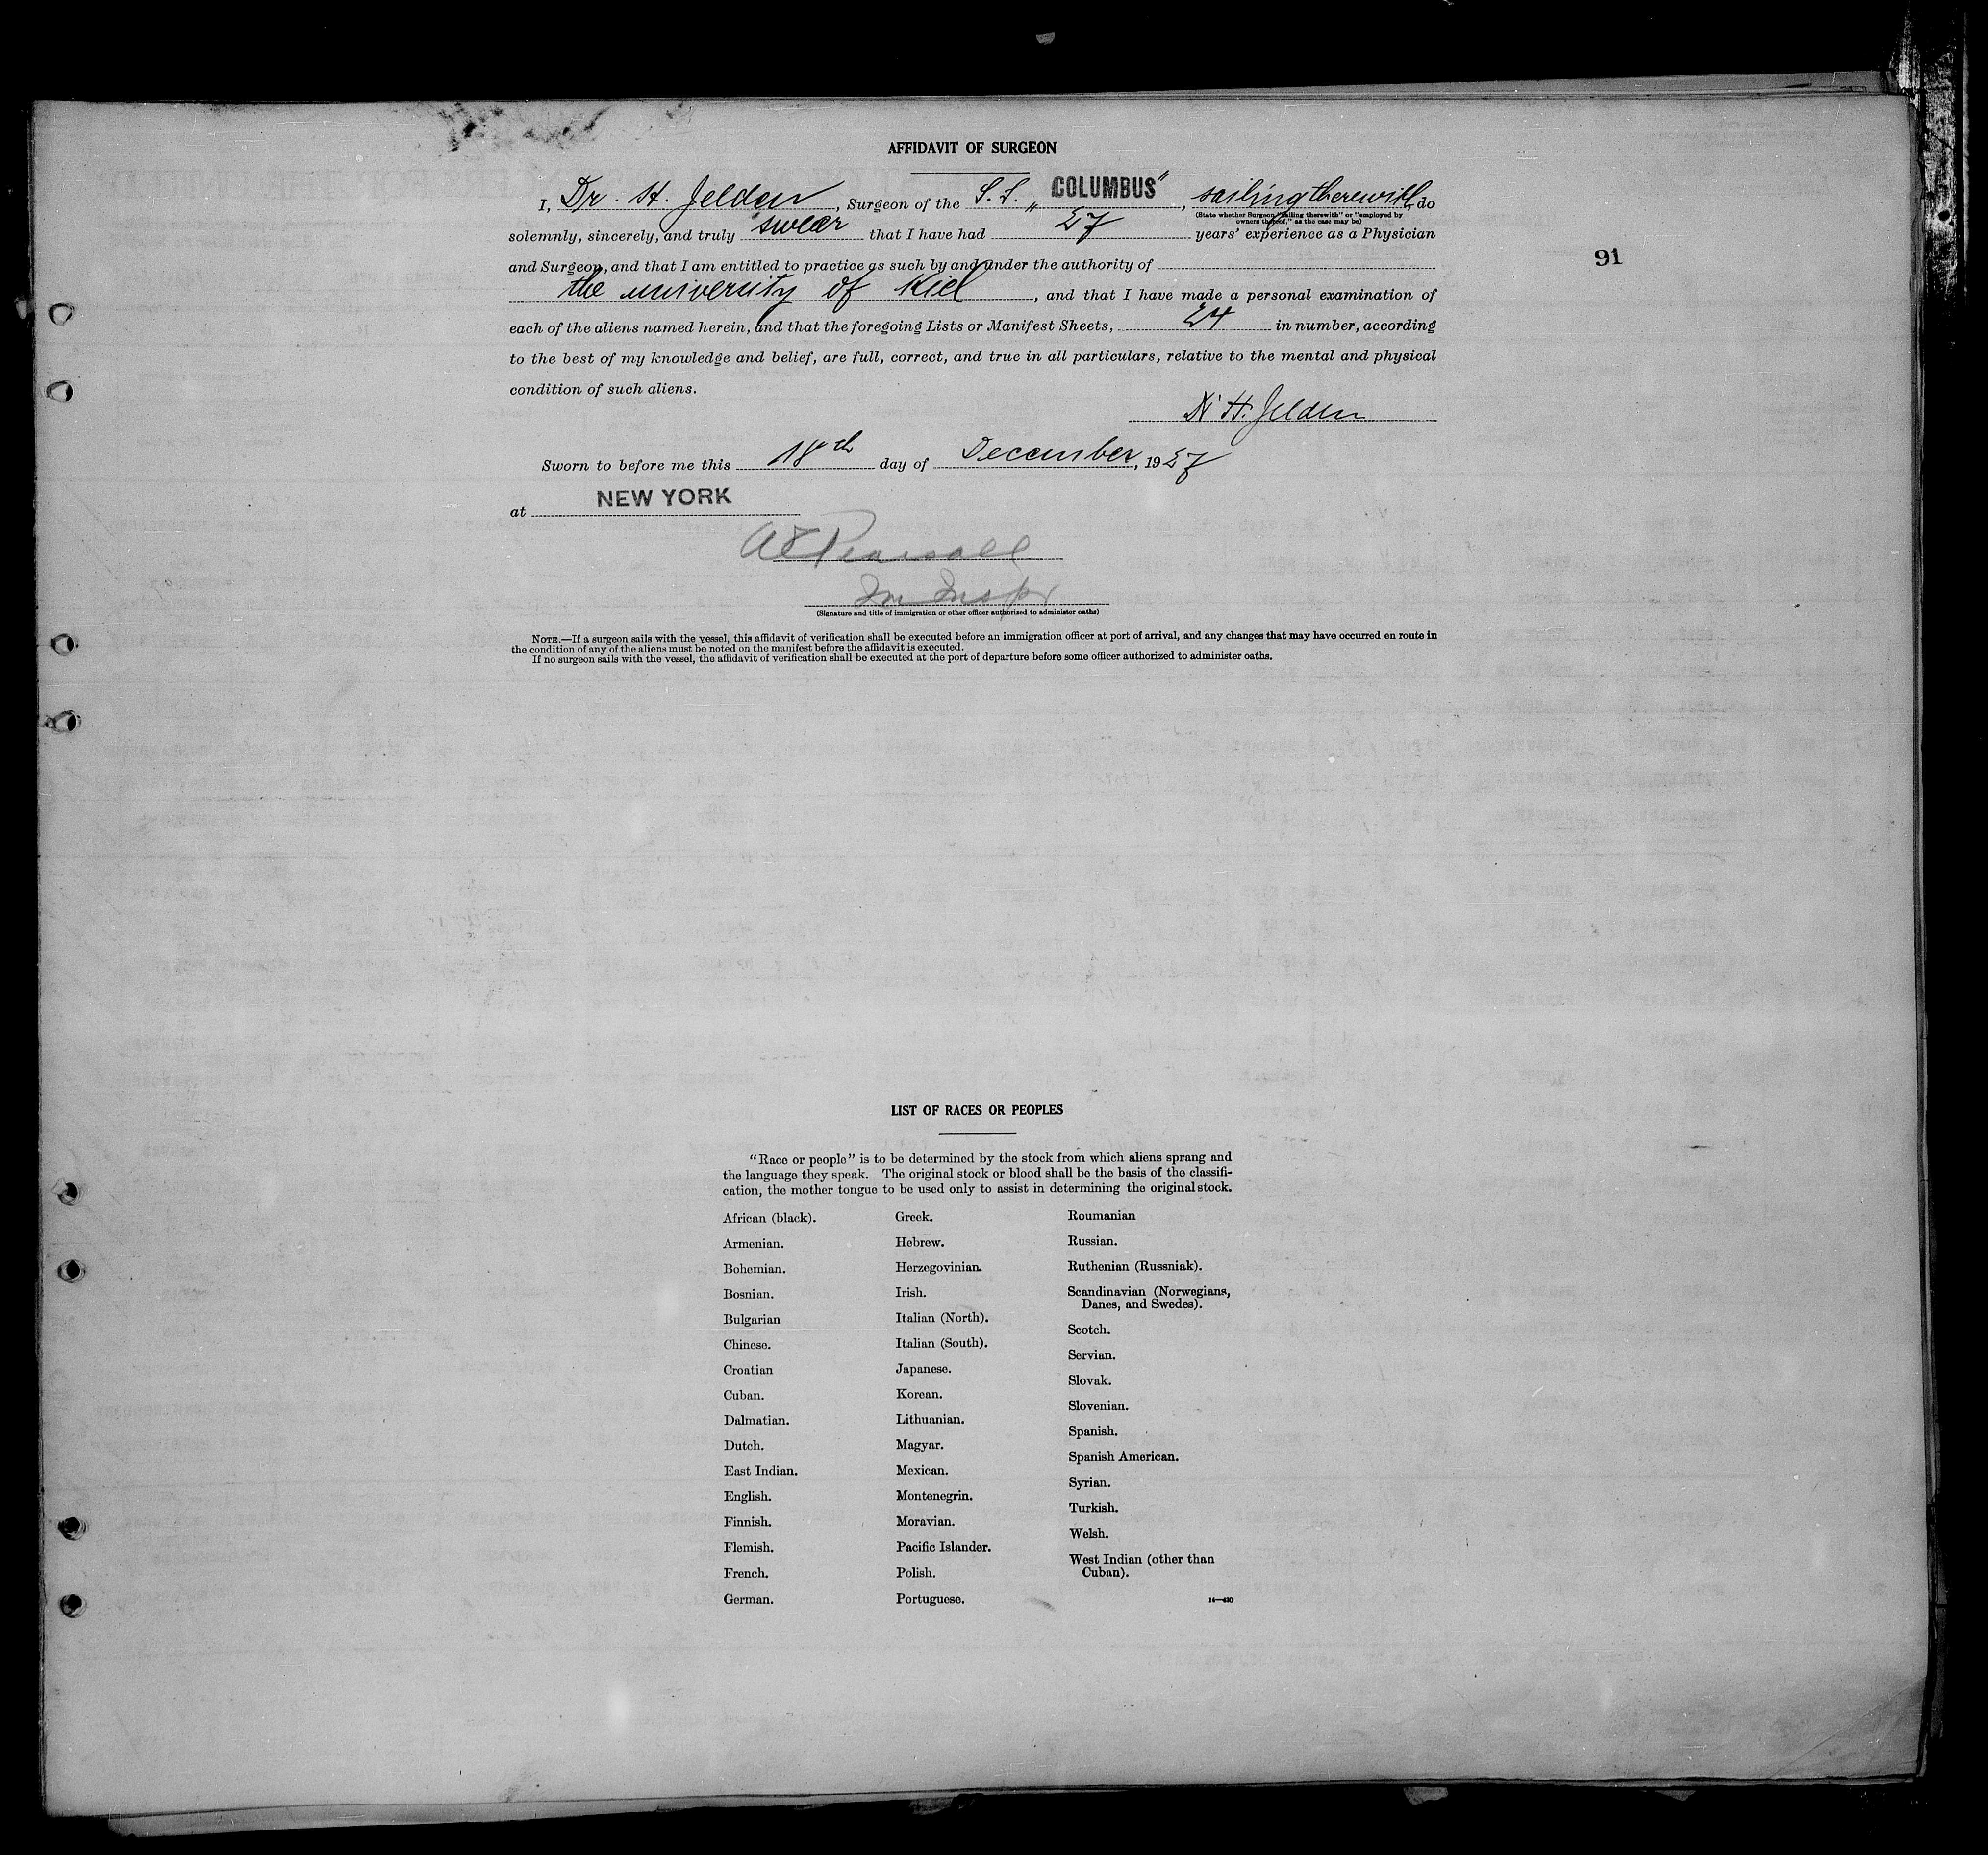 AFFIDAVIT OF SURGEON
I, Dr. H. Jelden, Surgeon of the S.S. „COLUMBUS", sailing therewith, do
(State whether Surgeon "sailing therewith" or "employed by
owners thereof," as the case may be)
solemnly, sincerely, and truly swear that I have had 27 years' experience as a Physician
91
and Surgeon, and that I am entitled to practice as such by and under the authority of
the university of Kiel, and that I have made a personal examination of
each of the aliens named herein, and that the foregoing Lists or Manifest Sheets, 24 in number, according
to the best of my knowledge and belief, are full, correct, and true in all particulars, relative to the mental and physical
condition of such aliens.
Dr H. Jelden
Sworn to before me this 18th day of December, 1927
at NEW YORK
A E Pearsall
Im Inspr
(Signature and title of immigration or other officer authorized to administer oaths)
NOTE.—If a surgeon sails with the vessel, this affidavit of verification shall be executed before an immigration officer at port of arrival, and any changes that may have occurred en route in
the condition of any of the aliens must be noted on the manifest before the affidavit is executed.
If no surgeon sails with the vessel, the affidavit of verification shall be executed at the port of departure before some officer authorized to administer oaths.
LIST OF RACES OR PEOPLES
"Race or people" is to be determined by the stock from which aliens sprang and
the language they speak. The original stock or blood shall be the basis of the classifi-
cation, the mother tongue to be used only to assist in determining the original stock.
African (black).
Armenian.
Bohemian.
Bosnian.
Bulgarian
Chinese.
Croatian
Cuban.
Dalmatian.
Dutch.
East Indian.
English.
Finnish.
Flemish.
French.
German.
Greek.
Hebrew.
Herzegovinian.
Irish.
Italian (North).
Italian (South).
Japanese.
Korean.
Lithuanian.
Magyar.
Mexican.
Montenegrin.
Moravian.
Pacific Islander.
Polish.
Portuguese.
Roumanian
Russian.
Ruthenian (Russniak).
Scandinavian (Norwegians,
Danes, and Swedes).
Scotch.
Servian.
Slovak.
Slovenian.
Spanish.
Spanish American.
Syrian.
Turkish.
Welsh.
West Indian (other than
Cuban).
14—430